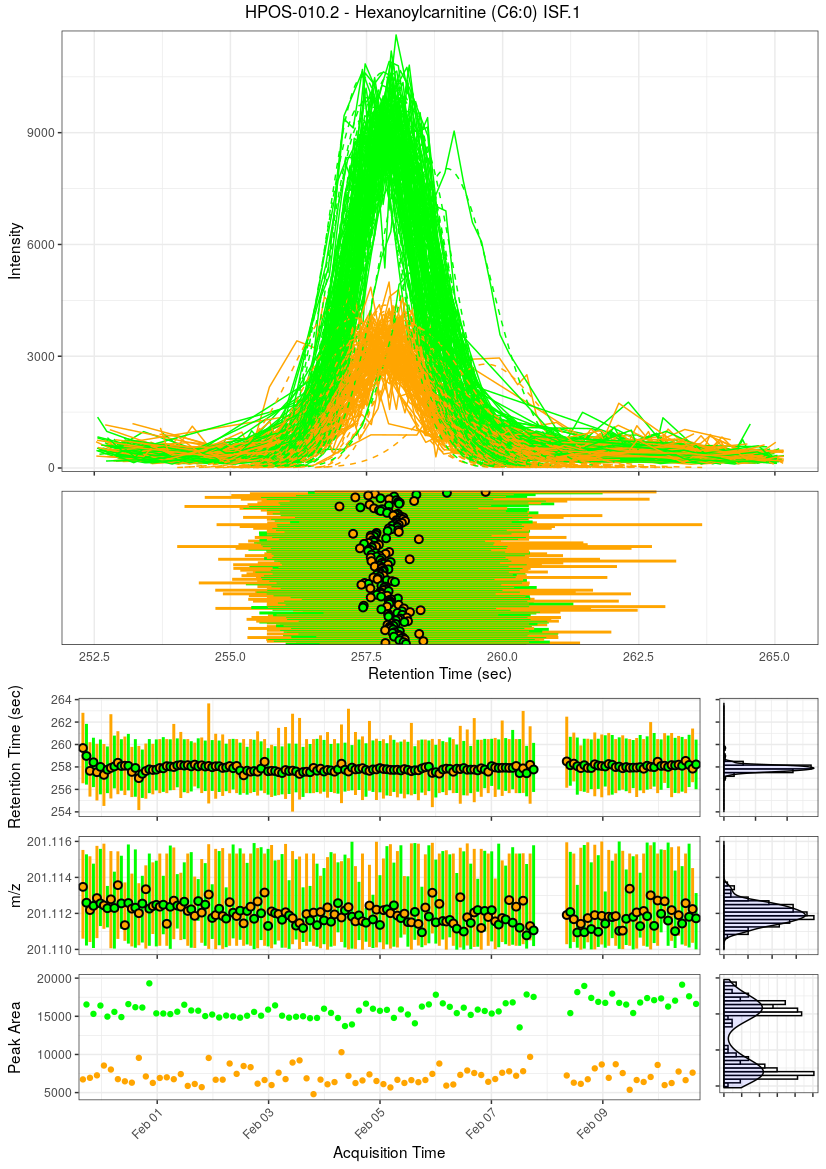 HPOS-010.2 - Hexanoylcarnitine (C6:0) ISF.1
9000
6000
3000
0
Intensity
252.5 255.0 257.5 260.0 262.5 265.0
Retention Time (sec)
264
262
260
258
256
254
Retention Time (sec)
201.116
201.114
201.112
201.110
m/z
20000
15000
10000
5000
Peak Area
Feb 01 Feb 03 Feb 05 Feb 07 Feb 09
Acquisition Time